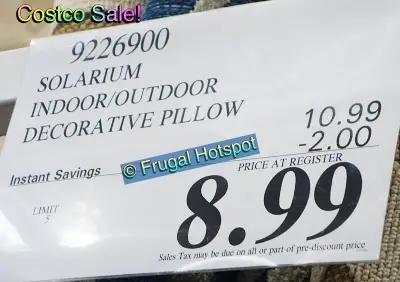 Costco Sale!
9226900
SOLARIUM
INDOOR/OUTDOOR
DECORATIVE PILLOW
10.99
Instant Savings
-2.00
© Frugal Hotspot
PRICE AT REGISTER
LIMIT
5
8.99
Sales Tax may be due on all or part of pre-discount price